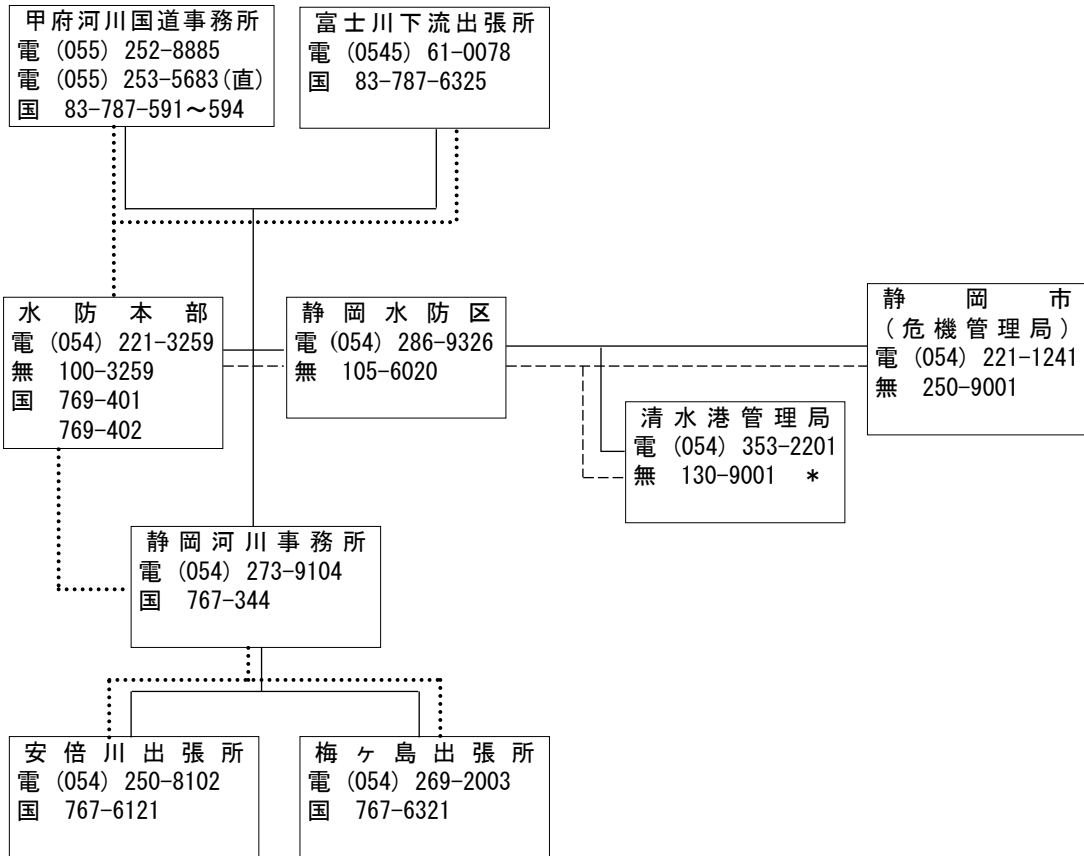 甲府河川国道事務所
電 (055) 252-8885
電 (055) 253-5683(直)
国 83-787-591～594
富士川下流出張所
電 (0545) 61-0078
国 83-787-6325
水防本部
電 (054) 221-3259
無 100-3259
国 769-401
769-402
静岡水防区
電 (054) 286-9326
無 105-6020
静岡市
(危機管理局)
電 (054) 221-1241
無 250-9001
清水港管理局
電 (054) 353-2201
無 130-9001 *
静岡河川事務所
電 (054) 273-9104
国 767-344
安倍川出張所
電 (054) 250-8102
国 767-6121
梅ヶ島出張所
電 (054) 269-2003
国 767-6321